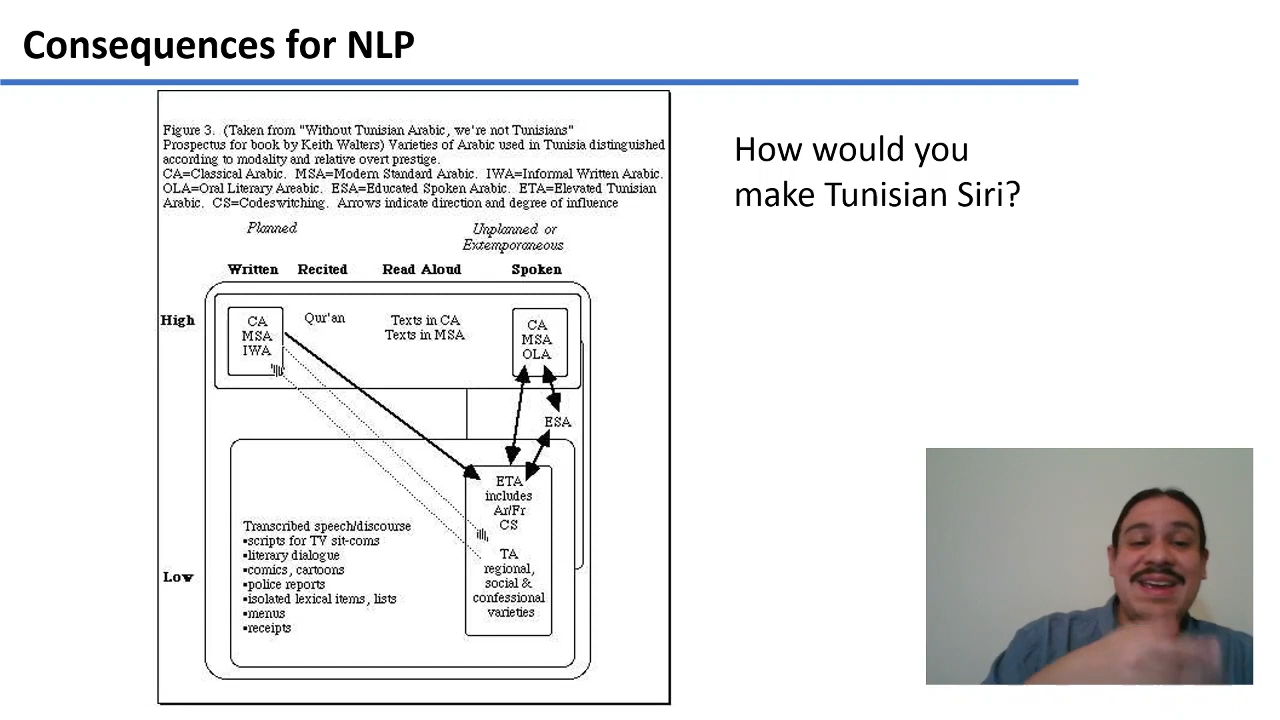 Consequences for NLP
Figure 3. (Taken from "Without Tunisian Arabic, we're not Tunisians"
Prospectus for book by Keith Walters) Varieties of Arabic used in Tunisia distinguished
according to modality and relative overt prestige.
CA=Classical Arabic. MSA=Modern Standard Arabic. IWA=Informal Written Arabic.
OLA=Oral Literary Areabic. ESA=Educated Spoken Arabic. ETA=Elevated Tunisian
Arabic. CS=Codeswitching. Arrows indicate direction and degree of influence
Planned
Unplanned or
Extemporaneous
Written Recited Read Aloud Spoken
High
CA
MSA
IWA
Qur'an
Texts in CA
Texts in MSA
CA
MSA
OLA
ESA
ETA
includes
Ar/Fr
CS
TA
regional,
social &
confessional
varieties
Low
Transcribed speech/discourse
•scripts for TV sit-coms
•literary dialogue
•comics, cartoons
•police reports
•isolated lexical items, lists
•menus
•receipts
How would you
make Tunisian Siri?